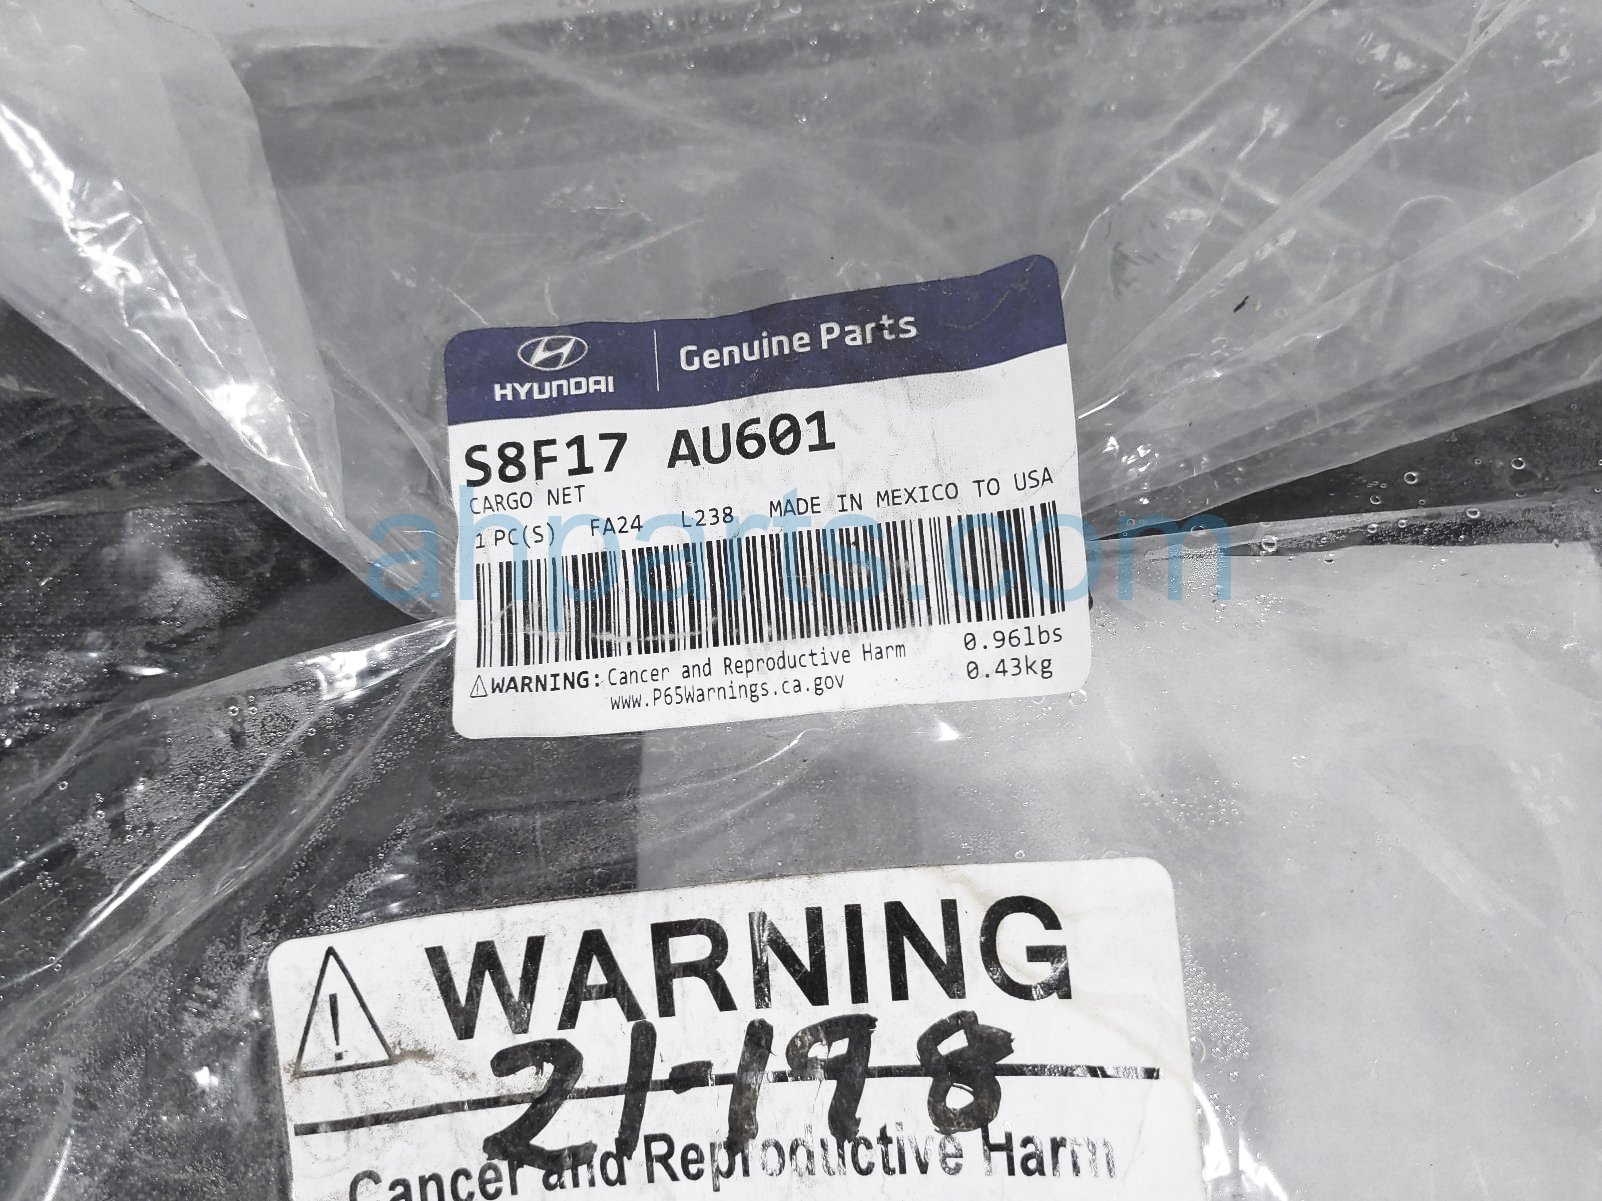 HYUNDAI
Genuine Parts
S8F17 AU601
CARGO NET
1 PC(S) FA24 L238 MADE IN MEXICO TO USA
ahparts.com
0.96lbs
0.43kg
⚠WARNING: Cancer and Reproductive Harm
www.P65Warnings.ca.gov
⚠ WARNING
21-198
Cancer and Reproductive Harm